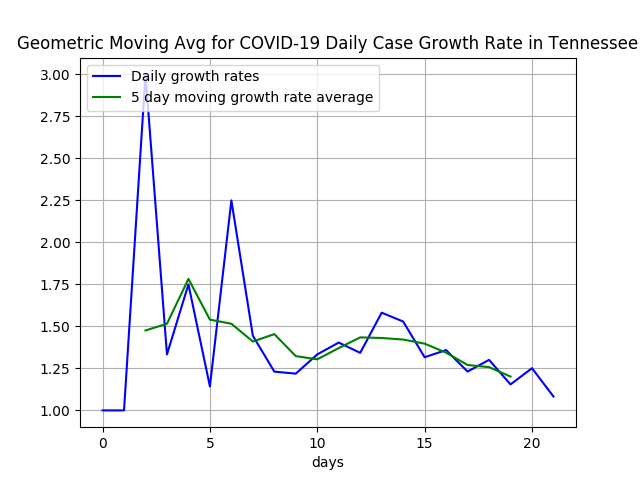 Geometric Moving Avg for COVID-19 Daily Case Growth Rate in Tennessee
Daily growth rates
5 day moving growth rate average
3.00
2.75
2.50
2.25
2.00
1.75
1.50
1.25
1.00
0 5 10 15 20
days